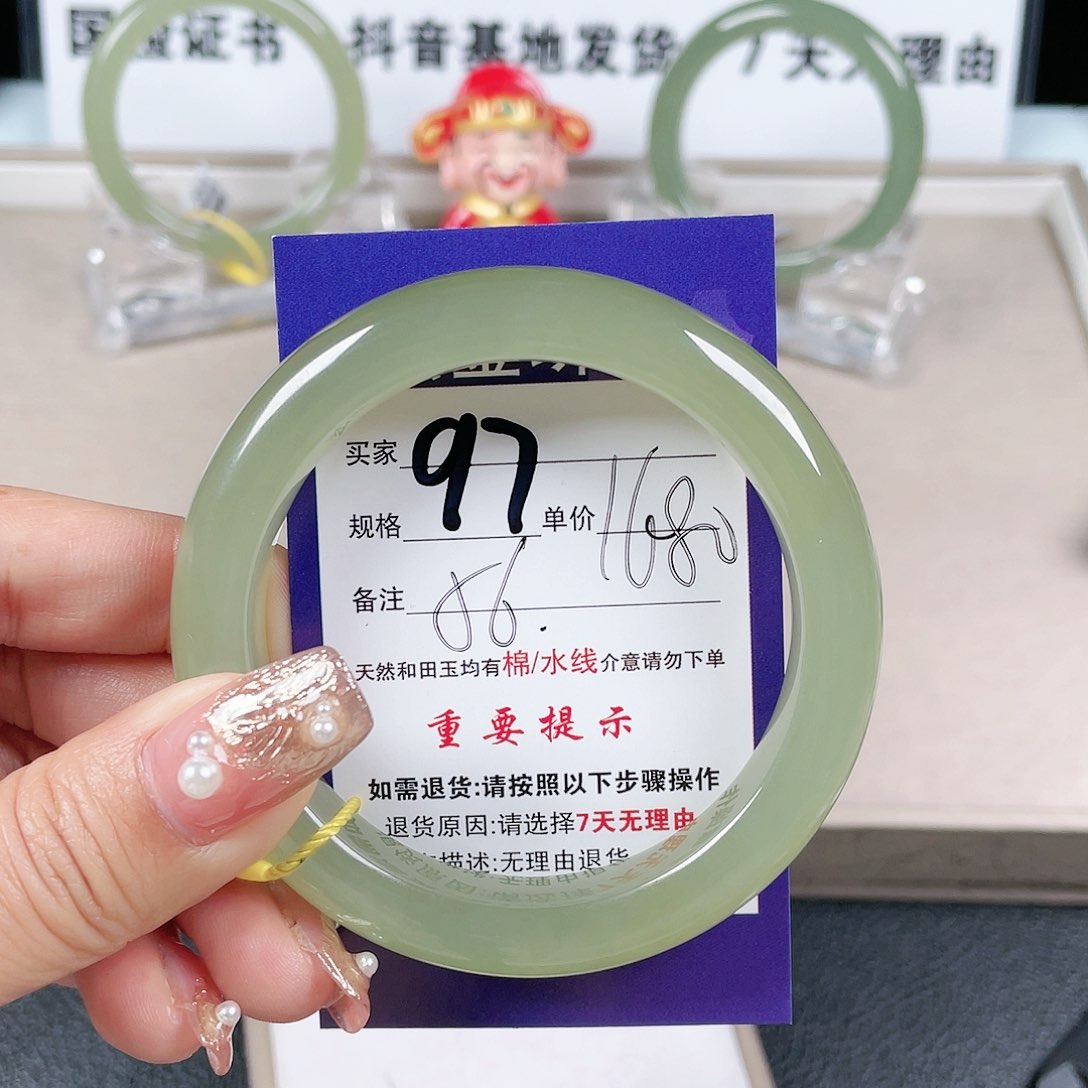 国检证书 抖音基地发货 7天无理由
买家 97
规格 单价 1680
备注 56.
天然和田玉均有棉/水线介意请勿下单
重要提示
如需退货:请按照以下步骤操作
退货原因:请选择7天无理由
描述:无理由退货